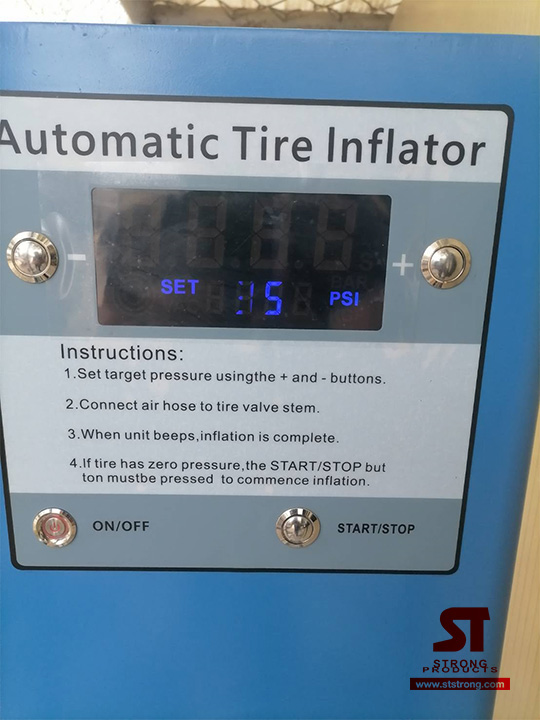 Automatic Tire Inflator
-
+
SET 15 PSI
Instructions:
1.Set target pressure usingthe + and - buttons.
2.Connect air hose to tire valve stem.
3.When unit beeps,inflation is complete.
4.If tire has zero pressure,the START/STOP but
ton mustbe pressed to commence inflation.
ON/OFF START/STOP
ST
STRONG
PRODUCTS
www.ststrong.com